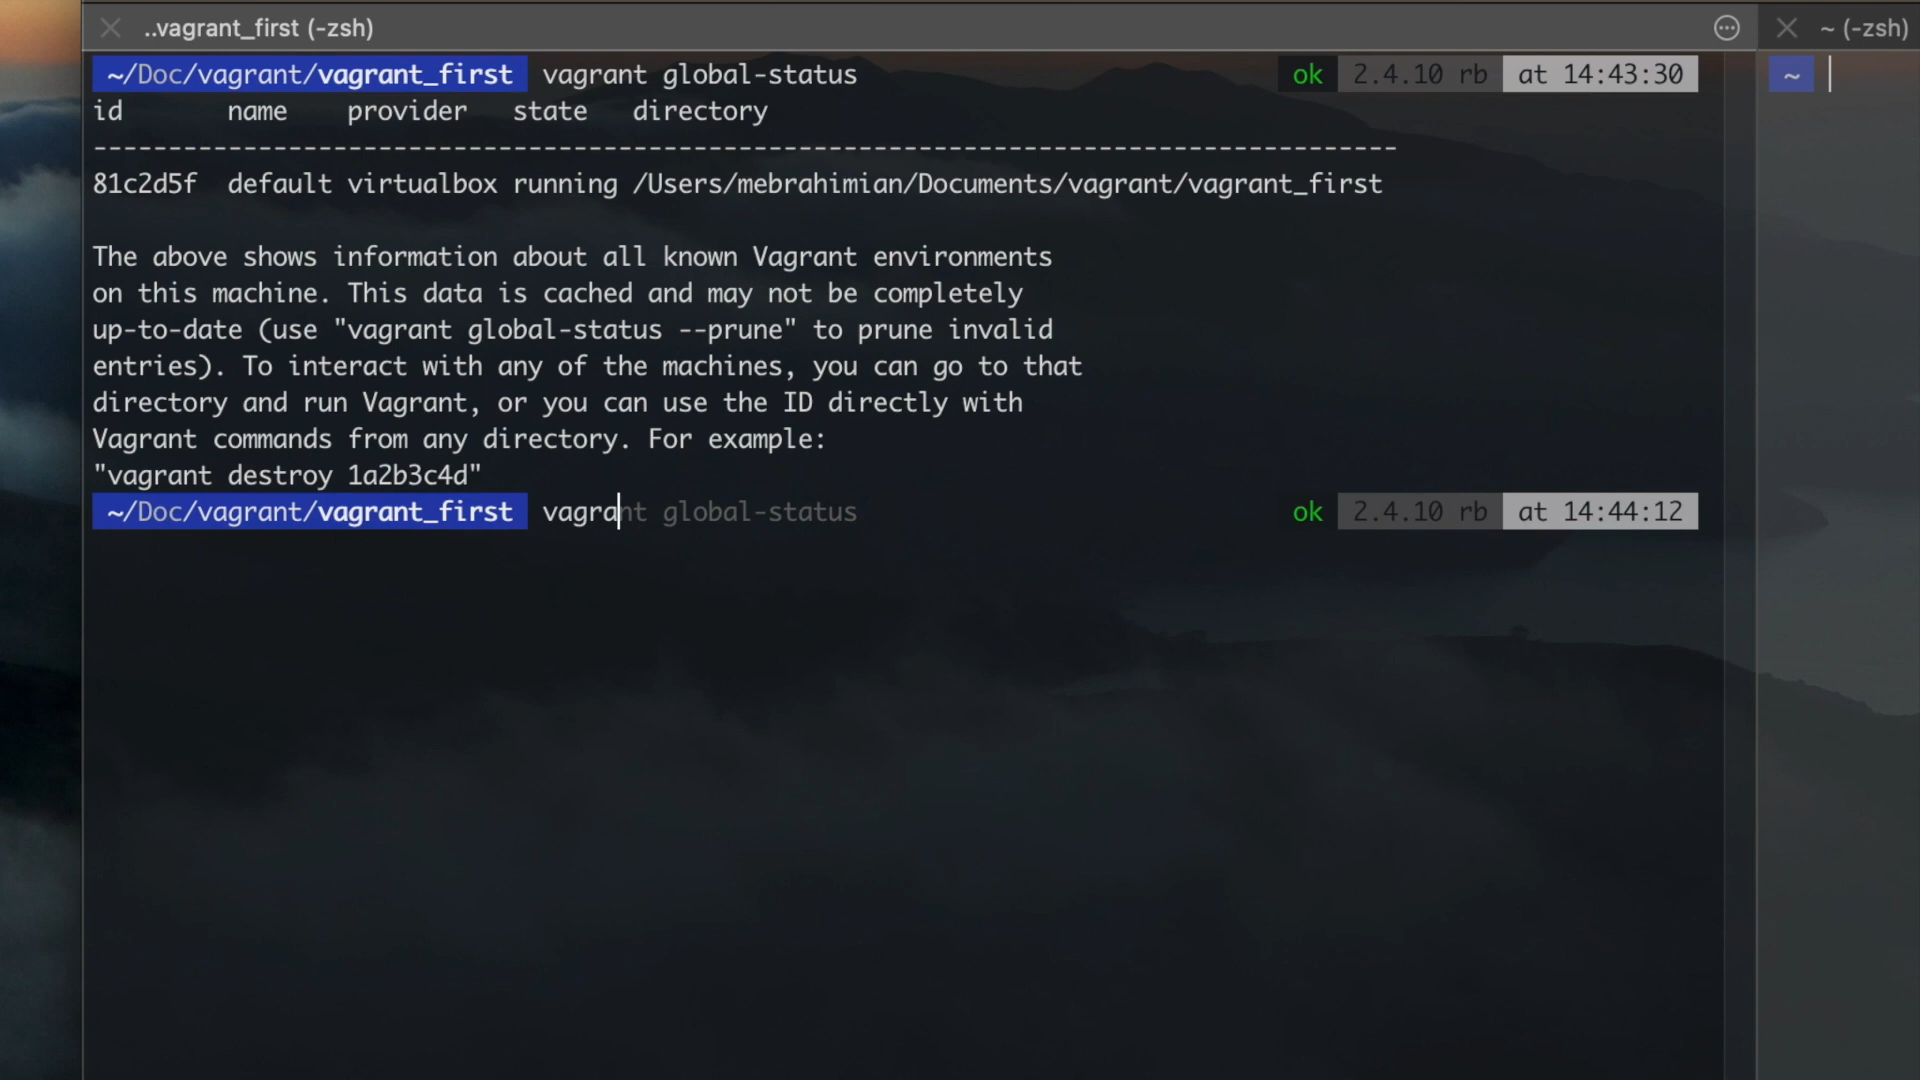 ..vagrant_first (-zsh)
~ (-zsh)
~/Doc/vagrant/vagrant_first vagrant global-status ok 2.4.10 rb at 14:43:30
~
id name provider state directory
---------------------------------------------------------------------------------------
81c2d5f default virtualbox running /Users/mebrahimian/Documents/vagrant/vagrant_first
The above shows information about all known Vagrant environments
on this machine. This data is cached and may not be completely
up-to-date (use "vagrant global-status --prune" to prune invalid
entries). To interact with any of the machines, you can go to that
directory and run Vagrant, or you can use the ID directly with
Vagrant commands from any directory. For example:
"vagrant destroy 1a2b3c4d"
~/Doc/vagrant/vagrant_first vagrant global-status ok 2.4.10 rb at 14:44:12